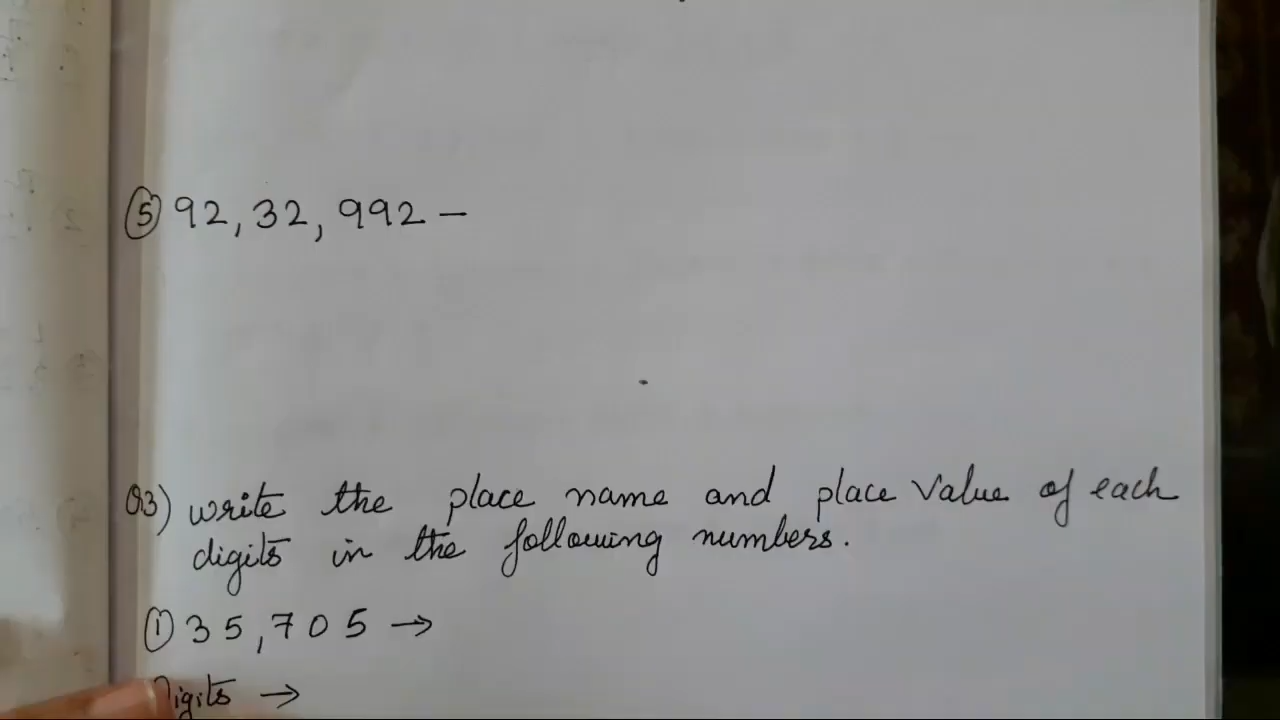 ⑤ 92,32,992 –
Q3) write the place name and place value of each
digits in the following numbers.
① 35,705 →
Digits →